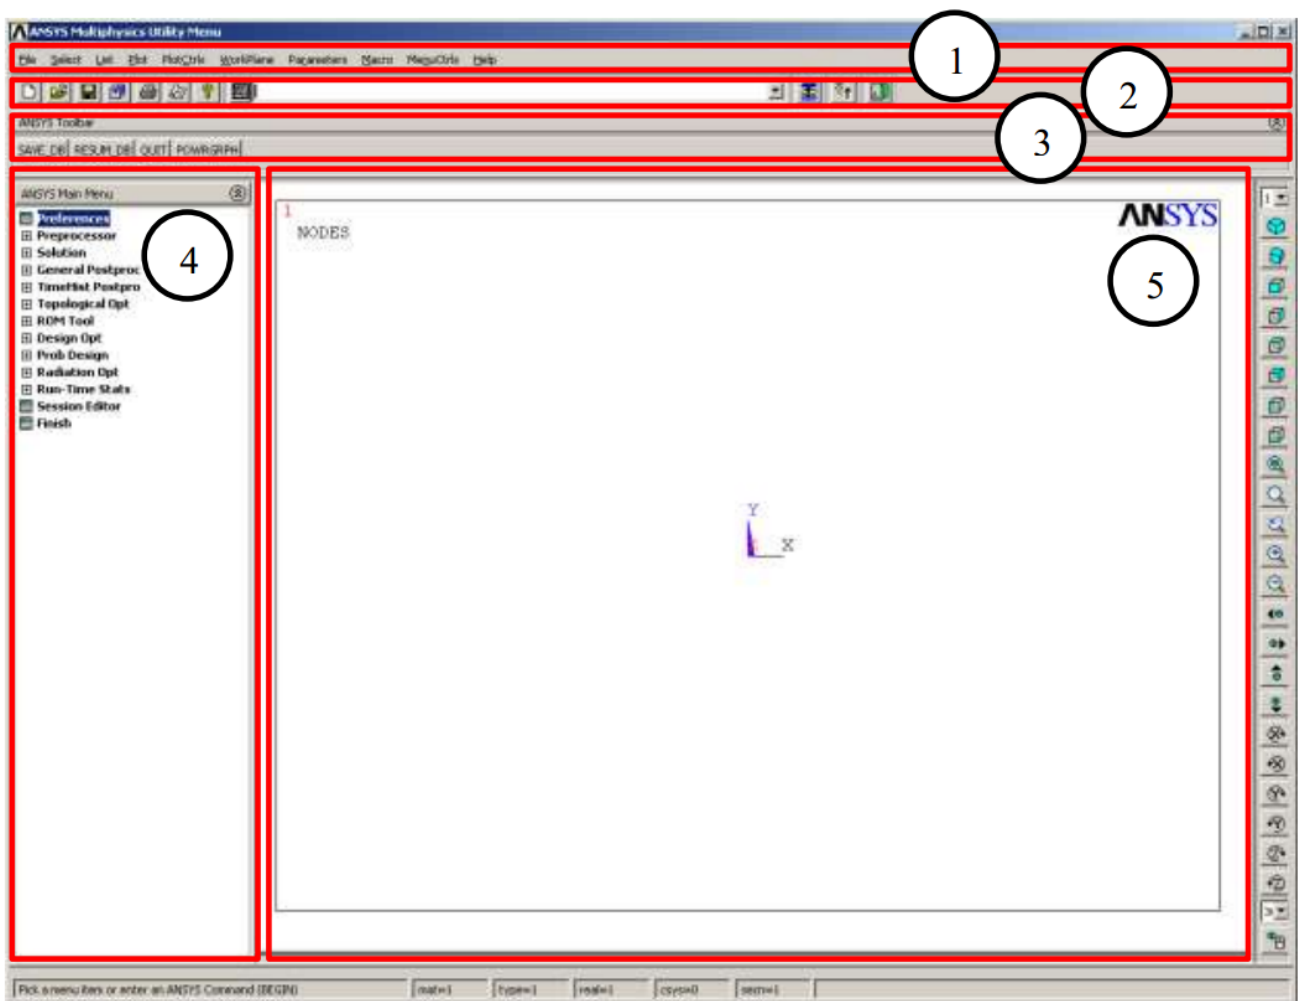 ANSYS Multiphysics Utility Menu
File Select List Plot PlotCtrls WorkPlane Parameters Macro MenuCtrls Help
1
2
ANSYS Toolbar
3
SAVE_DB RESUM_DB QUIT POWRGRPH
ANSYS Main Menu
Preferences
Preprocessor
Solution
General Postproc
TimeHist Postpro
Topological Opt
ROM Tool
Design Opt
Prob Design
Radiation Opt
Run-Time Stats
Session Editor
Finish
4
1
NODES
ANSYS
5
Y
X
1
Pick a menu item or enter an ANSYS Command (BEGIN) mat=1 type=1 real=1 csys=0 secn=1